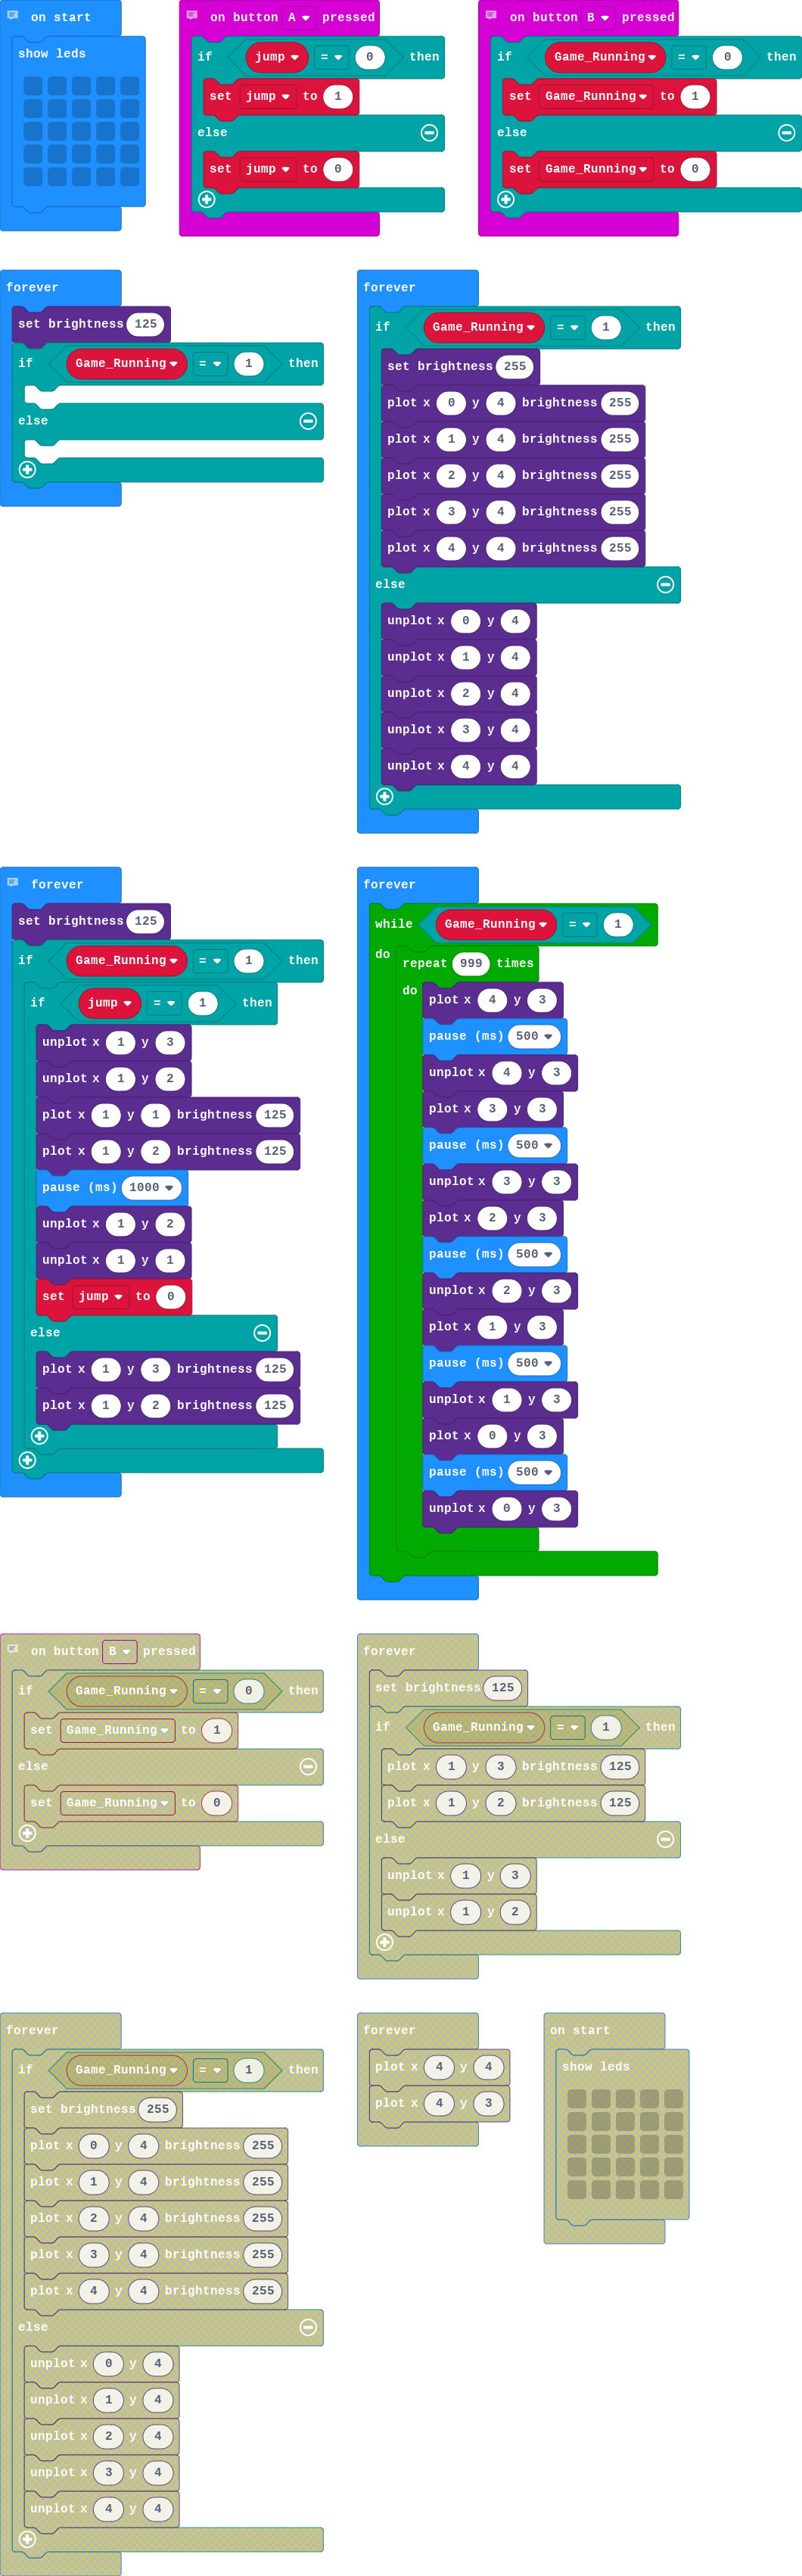 on start
show leds
on button A pressed
if jump = 0 then
set jump to 1
else
set jump to 0
on button B pressed
if Game_Running = 0 then
set Game_Running to 1
else
set Game_Running to 0
forever
set brightness 125
if Game_Running = 1 then
else
forever
if Game_Running = 1 then
set brightness 255
plot x 0 y 4 brightness 255
plot x 1 y 4 brightness 255
plot x 2 y 4 brightness 255
plot x 3 y 4 brightness 255
plot x 4 y 4 brightness 255
else
unplot x 0 y 4
unplot x 1 y 4
unplot x 2 y 4
unplot x 3 y 4
unplot x 4 y 4
forever
set brightness 125
if Game_Running = 1 then
if jump = 1 then
unplot x 1 y 3
unplot x 1 y 2
plot x 1 y 1 brightness 125
plot x 1 y 2 brightness 125
pause (ms) 1000
unplot x 1 y 2
unplot x 1 y 1
set jump to 0
else
plot x 1 y 3 brightness 125
plot x 1 y 2 brightness 125
forever
while Game_Running = 1
do
repeat 999 times
do
plot x 4 y 3
pause (ms) 500
unplot x 4 y 3
plot x 3 y 3
pause (ms) 500
unplot x 3 y 3
plot x 2 y 3
pause (ms) 500
unplot x 2 y 3
plot x 1 y 3
pause (ms) 500
unplot x 1 y 3
plot x 0 y 3
pause (ms) 500
unplot x 0 y 3
on button B pressed
if Game_Running = 0 then
set Game_Running to 1
else
set Game_Running to 0
forever
set brightness 125
if Game_Running = 1 then
plot x 1 y 3 brightness 125
plot x 1 y 2 brightness 125
else
unplot x 1 y 3
unplot x 1 y 2
forever
if Game_Running = 1 then
set brightness 255
plot x 0 y 4 brightness 255
plot x 1 y 4 brightness 255
plot x 2 y 4 brightness 255
plot x 3 y 4 brightness 255
plot x 4 y 4 brightness 255
else
unplot x 0 y 4
unplot x 1 y 4
unplot x 2 y 4
unplot x 3 y 4
unplot x 4 y 4
forever
plot x 4 y 4
plot x 4 y 3
on start
show leds